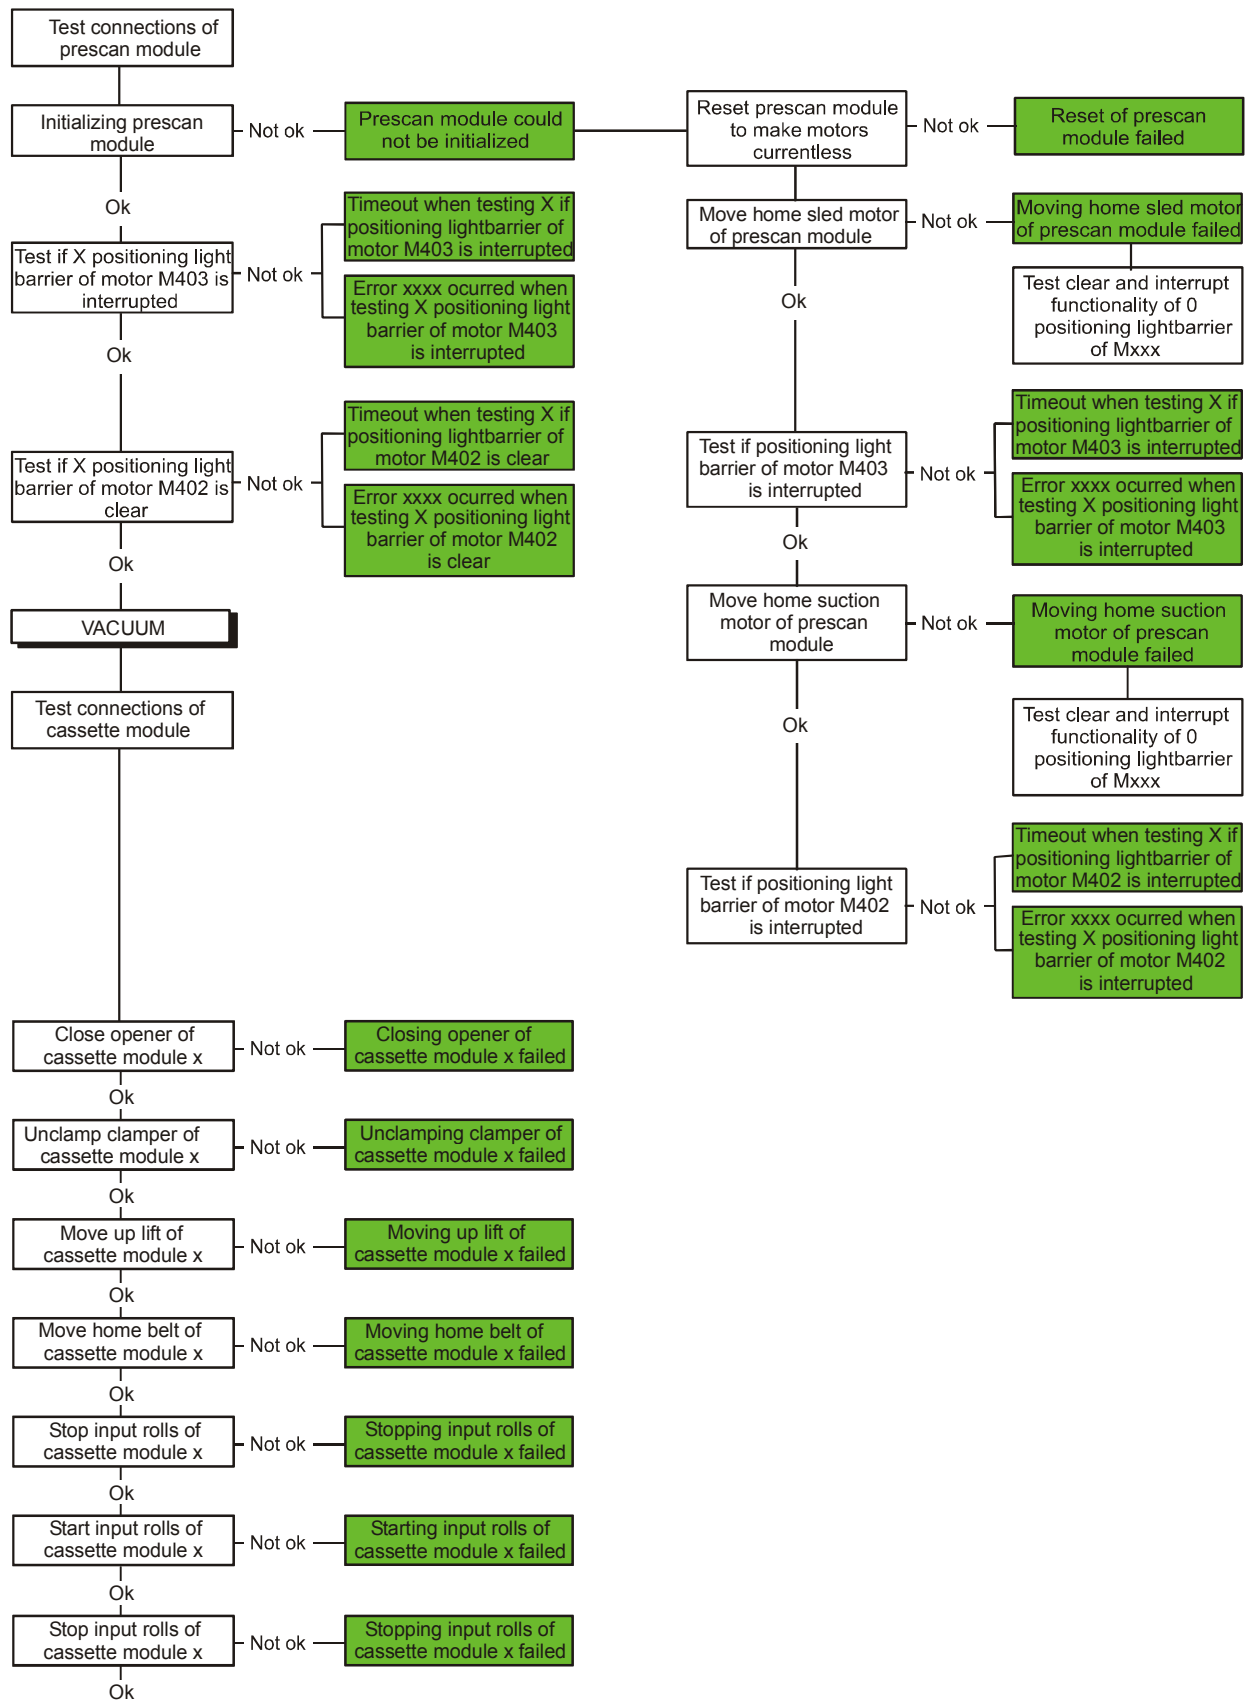 Test connections of
prescan module
Initializing prescan
module
Not ok
Prescan module could
not be initialized
Reset prescan module
to make motors
currentless
Not ok
Reset of prescan
module failed
Ok
Move home sled motor
of prescan module
Not ok
Moving home sled motor
of prescan module failed
Test clear and interrupt
functionality of 0
positioning lightbarrier
of Mxxx
Ok
Test if X positioning light
barrier of motor M403 is
interrupted
Not ok
Timeout when testing X if
positioning lightbarrier of
motor M403 is interrupted
Error xxxx ocurred when
testing X positioning light
barrier of motor M403
is interrupted
Ok
Test if X positioning light
barrier of motor M402 is
clear
Not ok
Timeout when testing X if
positioning lightbarrier of
motor M402 is clear
Error xxxx ocurred when
testing X positioning light
barrier of motor M402
is clear
Ok
Test if positioning light
barrier of motor M403
is interrupted
Not ok
Timeout when testing X if
positioning lightbarrier of
motor M403 is interrupted
Error xxxx ocurred when
testing X positioning light
barrier of motor M403
is interrupted
Ok
Move home suction
motor of prescan
module
Not ok
Moving home suction
motor of prescan
module failed
Test clear and interrupt
functionality of 0
positioning lightbarrier
of Mxxx
Ok
Test if positioning light
barrier of motor M402
is interrupted
Not ok
Timeout when testing X if
positioning lightbarrier of
motor M402 is interrupted
Error xxxx ocurred when
testing X positioning light
barrier of motor M402
is interrupted
VACUUM
Test connections of
cassette module
Close opener of
cassette module x
Not ok
Closing opener of
cassette module x failed
Ok
Unclamp clamper of
cassette module x
Not ok
Unclamping clamper of
cassette module x failed
Ok
Move up lift of
cassette module x
Not ok
Moving up lift of
cassette module x failed
Ok
Move home belt of
cassette module x
Not ok
Moving home belt of
cassette module x failed
Ok
Stop input rolls of
cassette module x
Not ok
Stopping input rolls of
cassette module x failed
Ok
Start input rolls of
cassette module x
Not ok
Starting input rolls of
cassette module x failed
Ok
Stop input rolls of
cassette module x
Not ok
Stopping input rolls of
cassette module x failed
Ok